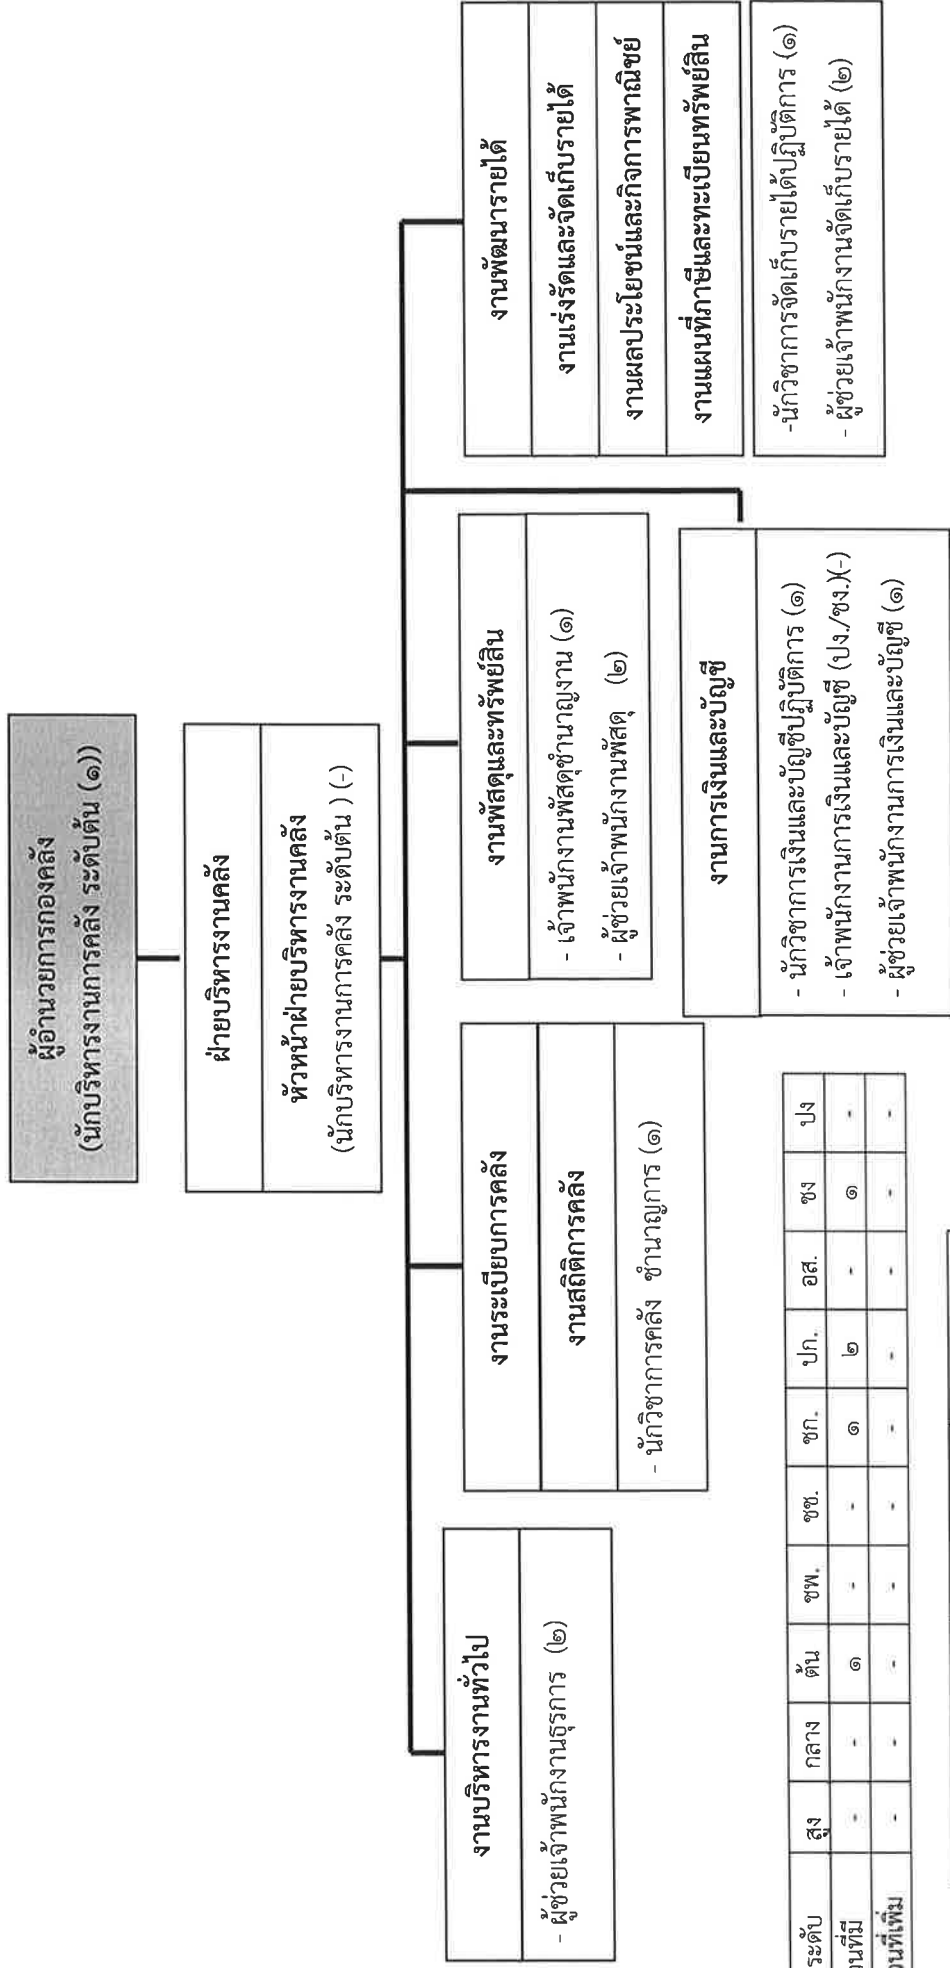 ผู้อำนวยการกองคลัง
(นักบริหารงานการคลัง ระดับต้น (๑))
ฝ่ายบริหารงานคลัง
หัวหน้าฝ่ายบริหารงานคลัง
(นักบริหารงานการคลัง ระดับต้น ) (-)
งานบริหารงานทั่วไป
- ผู้ช่วยเจ้าพนักงานธุรการ (๒)
งานระเบียบการคลัง
งานสถิติการคลัง
- นักวิชาการคลัง ชำนาญการ (๑)
งานพัสดุและทรัพย์สิน
- เจ้าพนักงานพัสดุชำนาญงาน (๑)
- ผู้ช่วยเจ้าพนักงานพัสดุ (๒)
งานการเงินและบัญชี
- นักวิชาการเงินและบัญชีปฏิบัติการ (๑)
- เจ้าพนักงานการเงินและบัญชี (ปง./ชง.)(-)
- ผู้ช่วยเจ้าพนักงานการเงินและบัญชี (๑)
งานพัฒนารายได้
งานเร่งรัดและจัดเก็บรายได้
งานผลประโยชน์และกิจการพาณิชย์
งานแผนที่ภาษีและทะเบียนทรัพย์สิน
-นักวิชาการจัดเก็บรายได้ปฏิบัติการ (๑)
- ผู้ช่วยเจ้าพนักงานจัดเก็บรายได้ (๒)
ระดับ สูง กลาง ต้น ชพ. ชช. ชก. ปก. อส. ชง ปง
วนที่มี - - ๑ - - ๑ ๒ - ๑ -
วนที่เพิ่ม - - - - - - - - - -